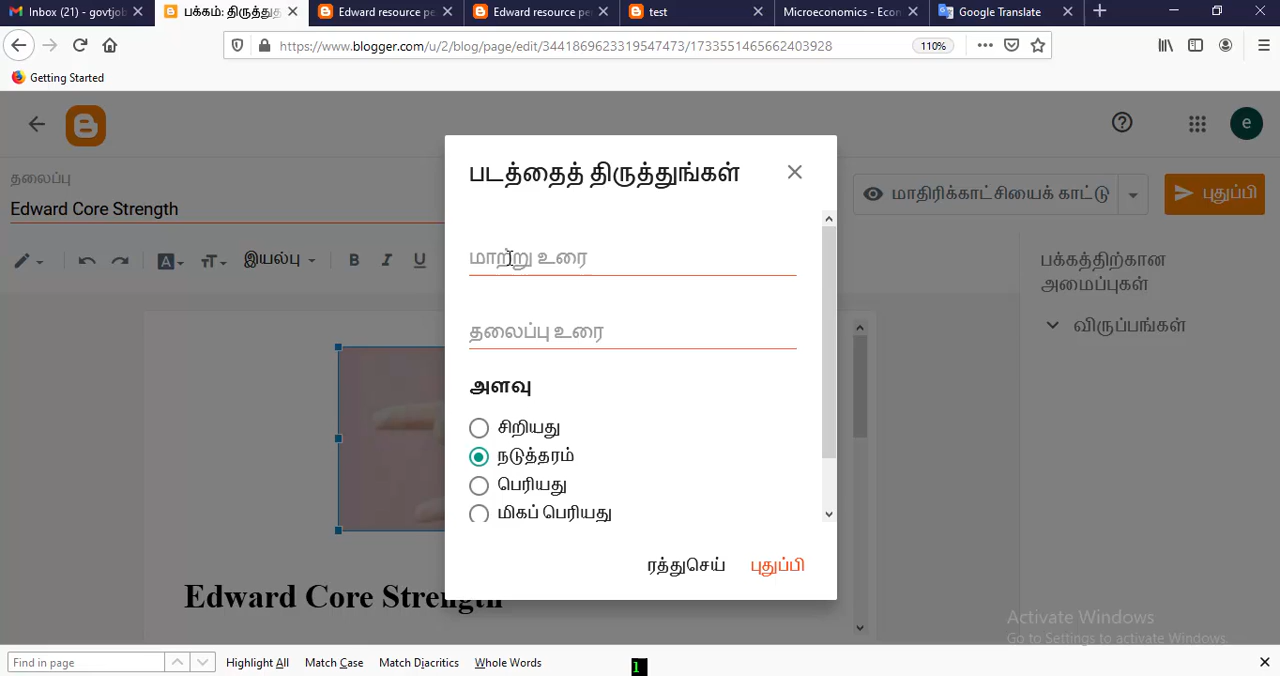 Inbox (21) - govtjob
பக்கம்: திருத்து
Edward resource pe
Edward resource pe
test
Microeconomics - Econ
Google Translate
https://www.blogger.com/u/2/blog/page/edit/3441869623319547473/1733551465662403928
110%
Getting Started
e
தலைப்பு
Edward Core Strength
மாதிரிக்காட்சியைக் காட்டு
புதுப்பி
A
இயல்பு
B I U
பக்கத்திற்கான
அமைப்புகள்
விருப்பங்கள்
படத்தைத் திருத்துங்கள்
மாற்று உரை
தலைப்பு உரை
அளவு
சிறியது
நடுத்தரம்
பெரியது
மிகப் பெரியது
ரத்துசெய்
புதுப்பி
Edward Core Strength
Activate Windows
Go to Settings to activate Windows.
Find in page
Highlight All
Match Case
Match Diacritics
Whole Words
1